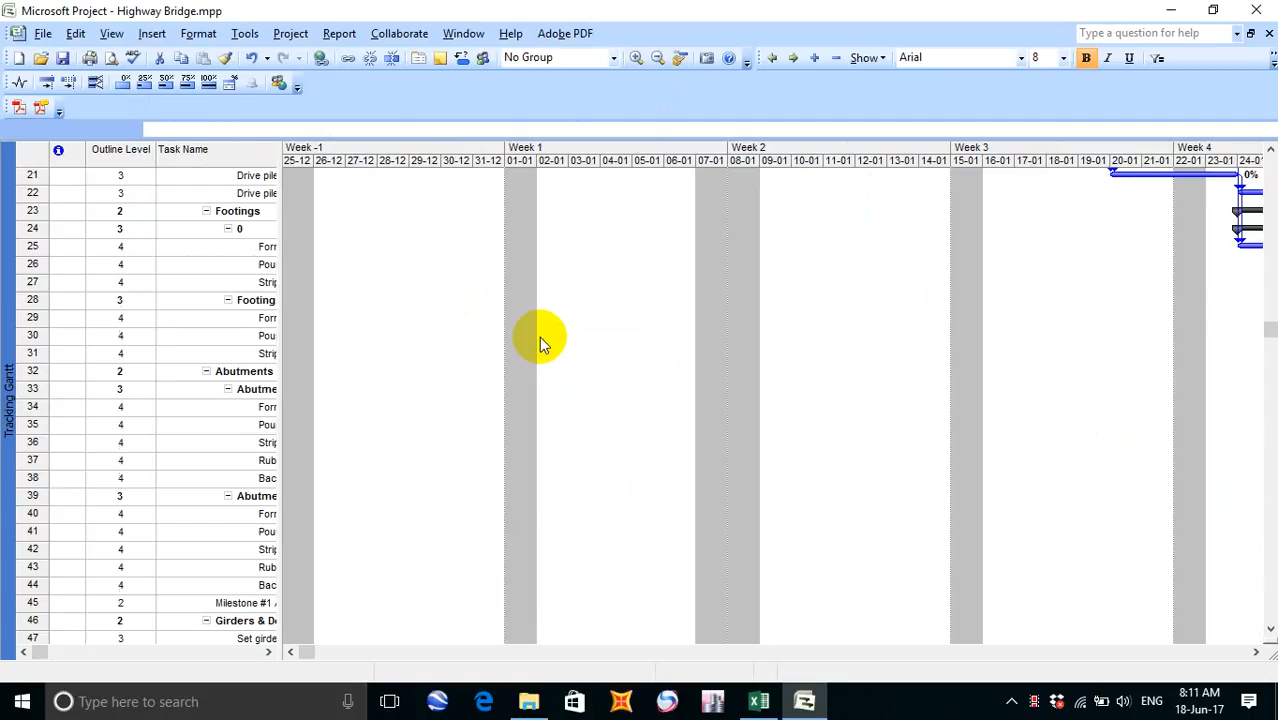 Microsoft Project - Highway Bridge.mpp
File Edit View Insert Format Tools Project Report Collaborate Window Help Adobe PDF Type a question for help
No Group Show Arial 8 B I U
0% 25% 50% 75% 100%
Outline Level Task Name Week -1 Week 1 Week 2 Week 3 Week 4
25-12 26-12 27-12 28-12 29-12 30-12 31-12 01-01 02-01 03-01 04-01 05-01 06-01 07-01 08-01 09-01 10-01 11-01 12-01 13-01 14-01 15-01 16-01 17-01 18-01 19-01 20-01 21-01 22-01 23-01 24-0
21 3 Drive pile 0%
22 3 Drive pile
23 2 Footings
24 3 0
25 4 Forr
26 4 Pou
27 4 Strip
28 3 Footing
29 4 Forr
30 4 Pou
31 4 Strip
32 2 Abutments
33 3 Abutme
34 4 Forr
35 4 Pou
36 4 Strip
37 4 Rub
38 4 Bac
39 3 Abutme
40 4 Forr
41 4 Pou
42 4 Strip
43 4 Rub
44 4 Bac
45 2 Milestone #1
46 2 Girders & De
47 3 Set girde
Tracking Gantt
Type here to search
ENG
8:11 AM
18-Jun-17